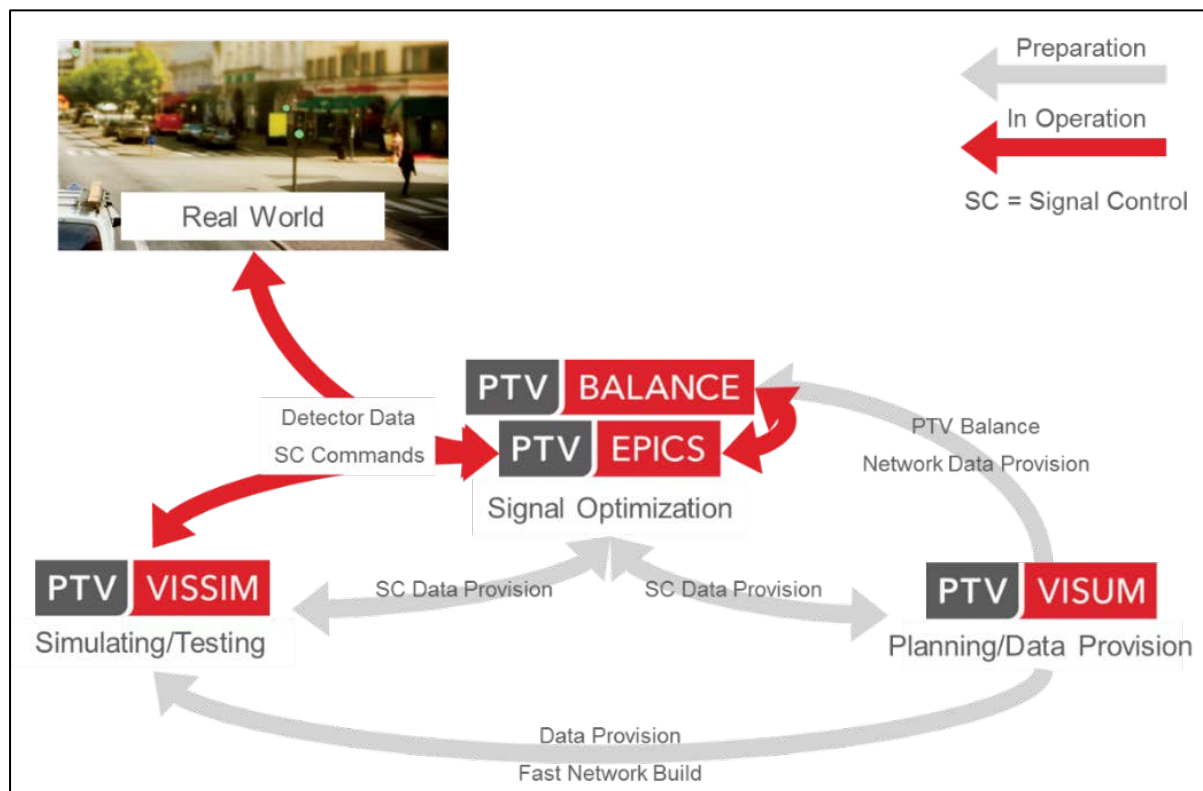 Preparation
In Operation
SC = Signal Control
Real World
PTV BALANCE
PTV EPICS
Signal Optimization
Detector Data
SC Commands
PTV Balance
Network Data Provision
PTV VISSIM
Simulating/Testing
SC Data Provision
SC Data Provision
PTV VISUM
Planning/Data Provision
Data Provision
Fast Network Build